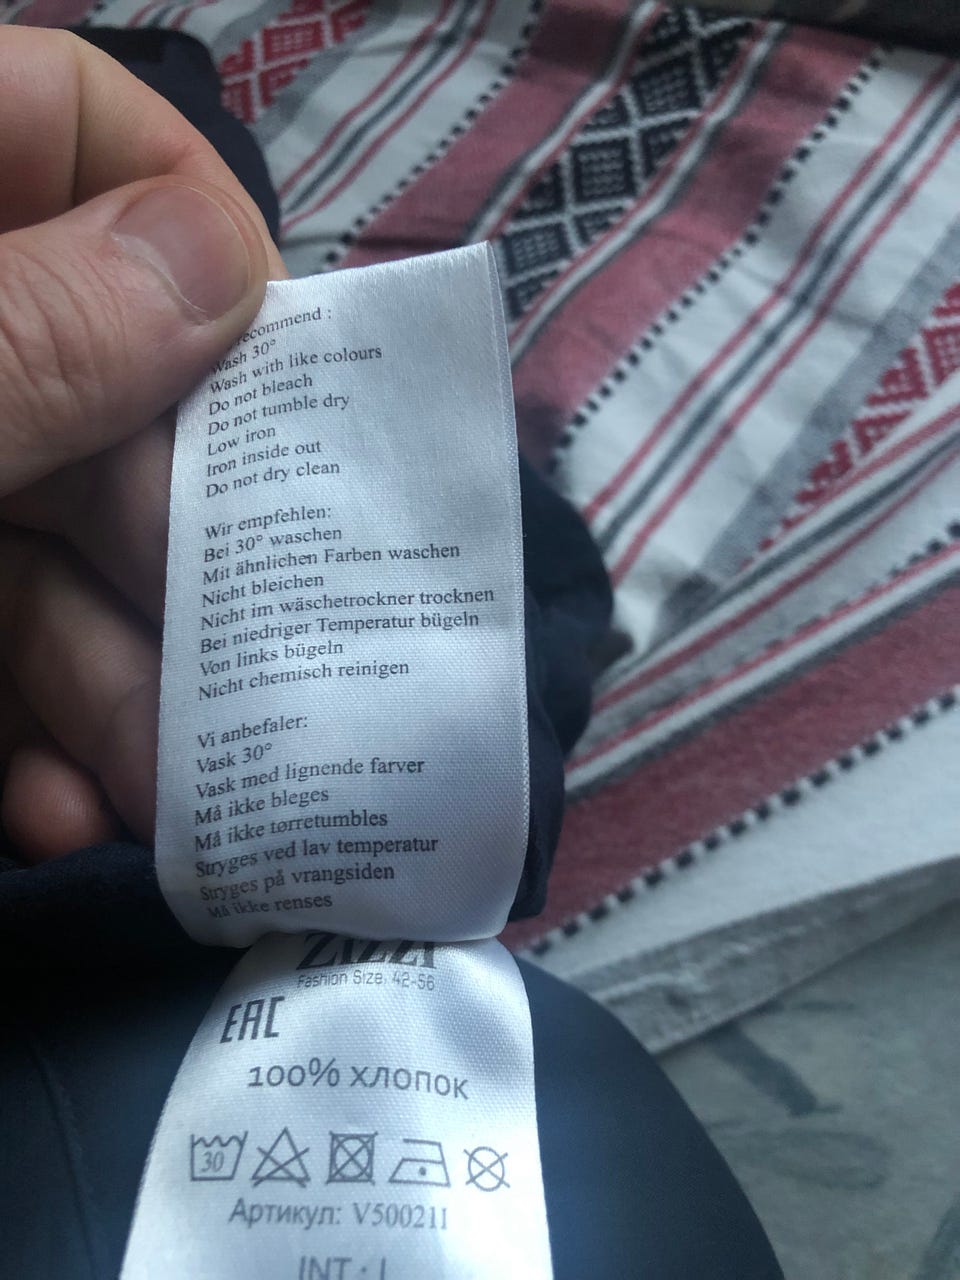 recommend :
Wash 30°
Wash with like colours
Do not bleach
Do not tumble dry
Low iron
Iron inside out
Do not dry clean
Wir empfehlen:
Bei 30° waschen
Mit ähnlichen Farben waschen
Nicht bleichen
Nicht im wäschetrockner trocknen
Bei niedriger Temperatur bügeln
Von links bügeln
Nicht chemisch reinigen
Vi anbefaler:
Vask 30°
Vask med lignende farver
Må ikke bleges
Må ikke tørretumbles
Stryges ved lav temperatur
Stryges på vrangsiden
Må ikke renses
ZIZZI
Fashion Size: 42-56
EAC
100% хлопок
30
Артикул: V500211
INT : L